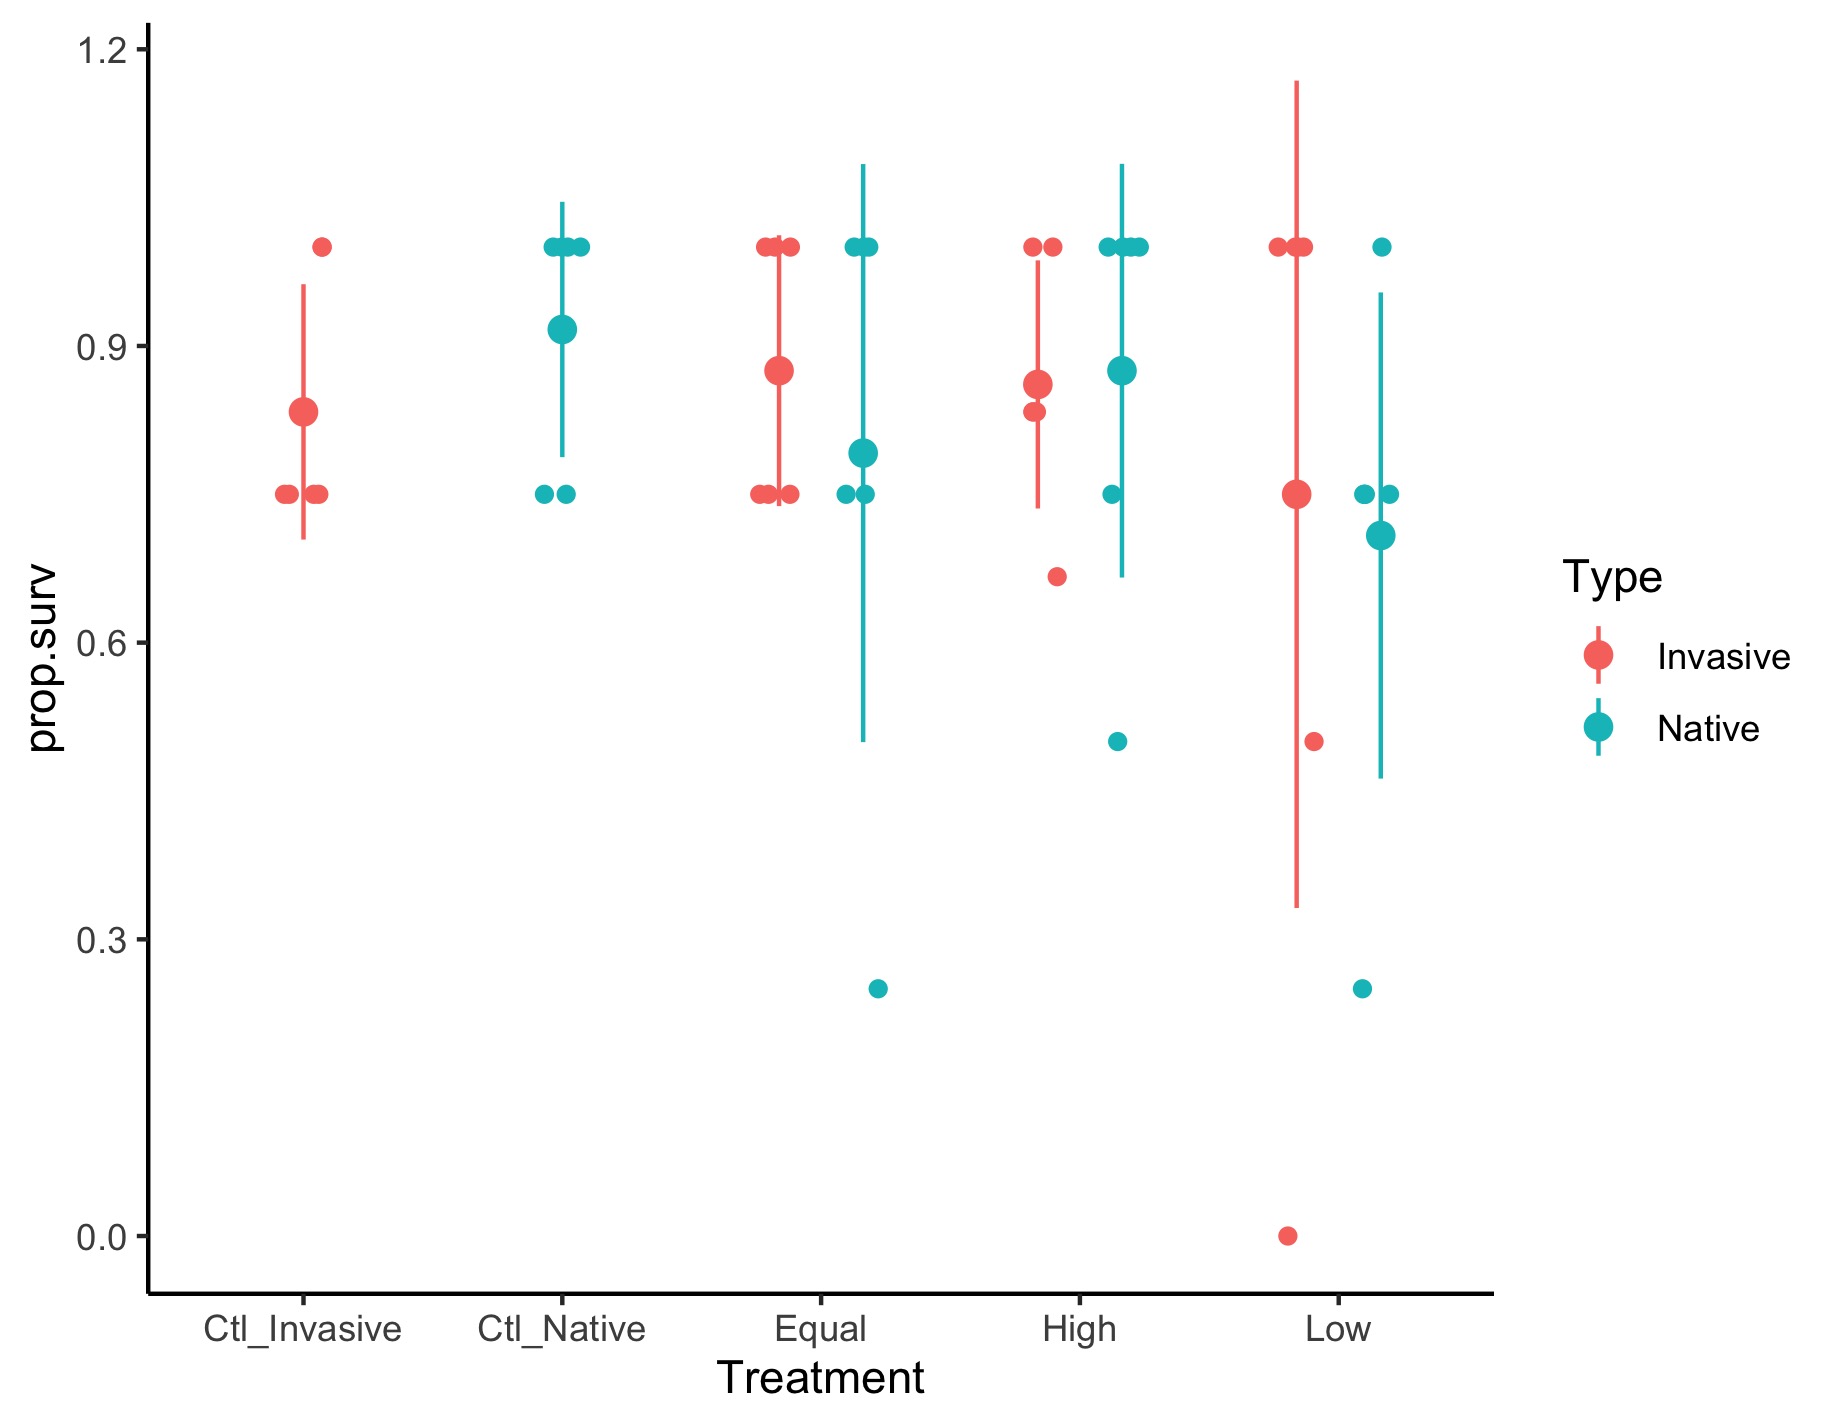 1.2
0.9
0.6
0.3
0.0
prop.surv
Ctl_Invasive
Ctl_Native
Equal
High
Low
Treatment
Type
Invasive
Native